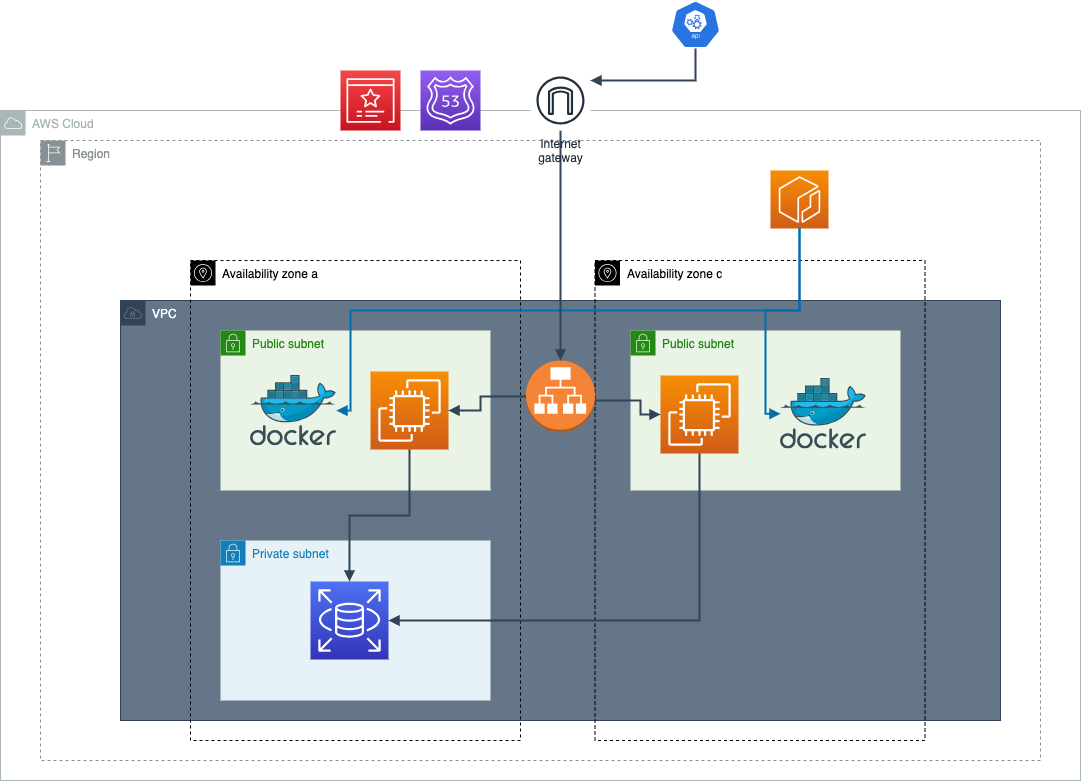 api
53
AWS Cloud
Internet
gateway
Region
Availability zone a
Availability zone c
VPC
Public subnet
Public subnet
docker
docker
Private subnet